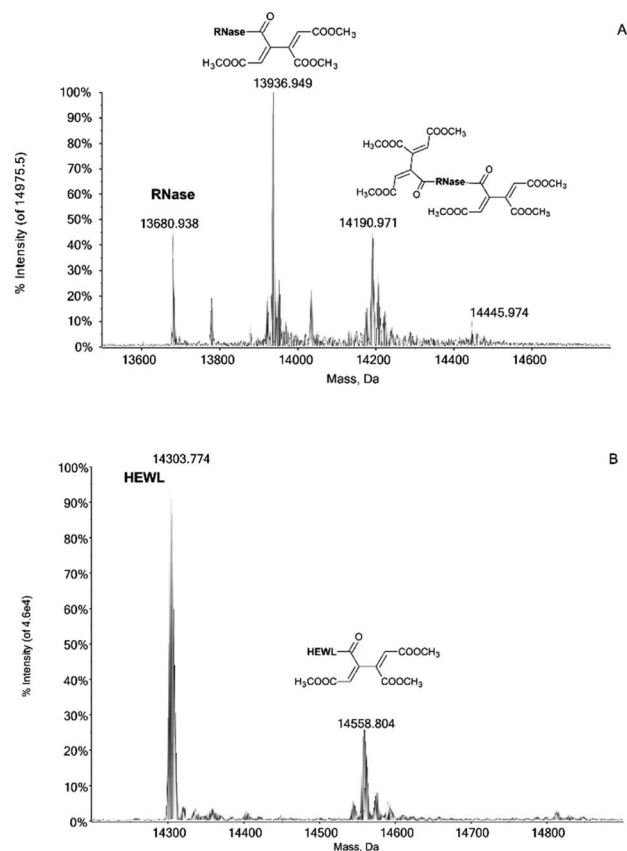 A
RNase
O
COOCH₃
H₃COOC
COOCH₃
13936.949
% Intensity (of 14975.5)
100%
90%
80%
70%
60%
50%
40%
30%
20%
10%
0%
RNase
13680.938
H₃COOC
COOCH₃
H₃COOC
O
RNase
O
COOCH₃
H₃COOC
COOCH₃
14190.971
14445.974
13600 13800 14000 14200 14400 14600
Mass, Da
B
14303.774
HEWL
% Intensity (of 4.6e4)
100%
90%
80%
70%
60%
50%
40%
30%
20%
10%
0%
HEWL
O
COOCH₃
H₃COOC
COOCH₃
14558.804
14300 14400 14500 14600 14700 14800
Mass, Da